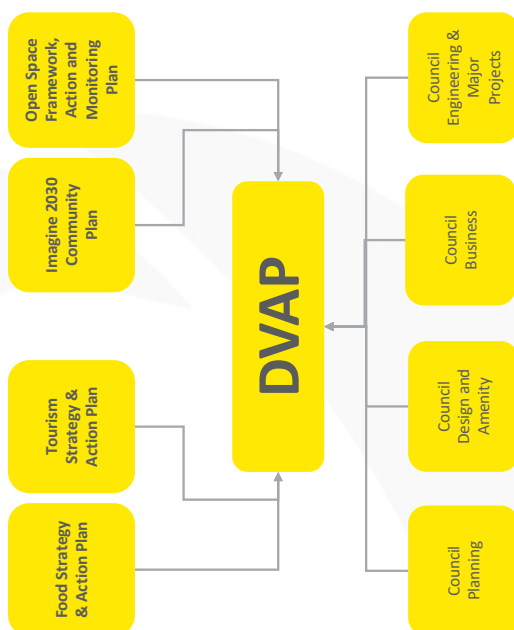 Food Strategy
& Action Plan
Tourism
Strategy &
Action Plan
Imagine 2030
Community
Plan
Open Space
Framework,
Action and
Monitoring
Plan
DVAP
Council
Planning
Council
Design and
Amenity
Council
Business
Council
Engineering &
Major
Projects